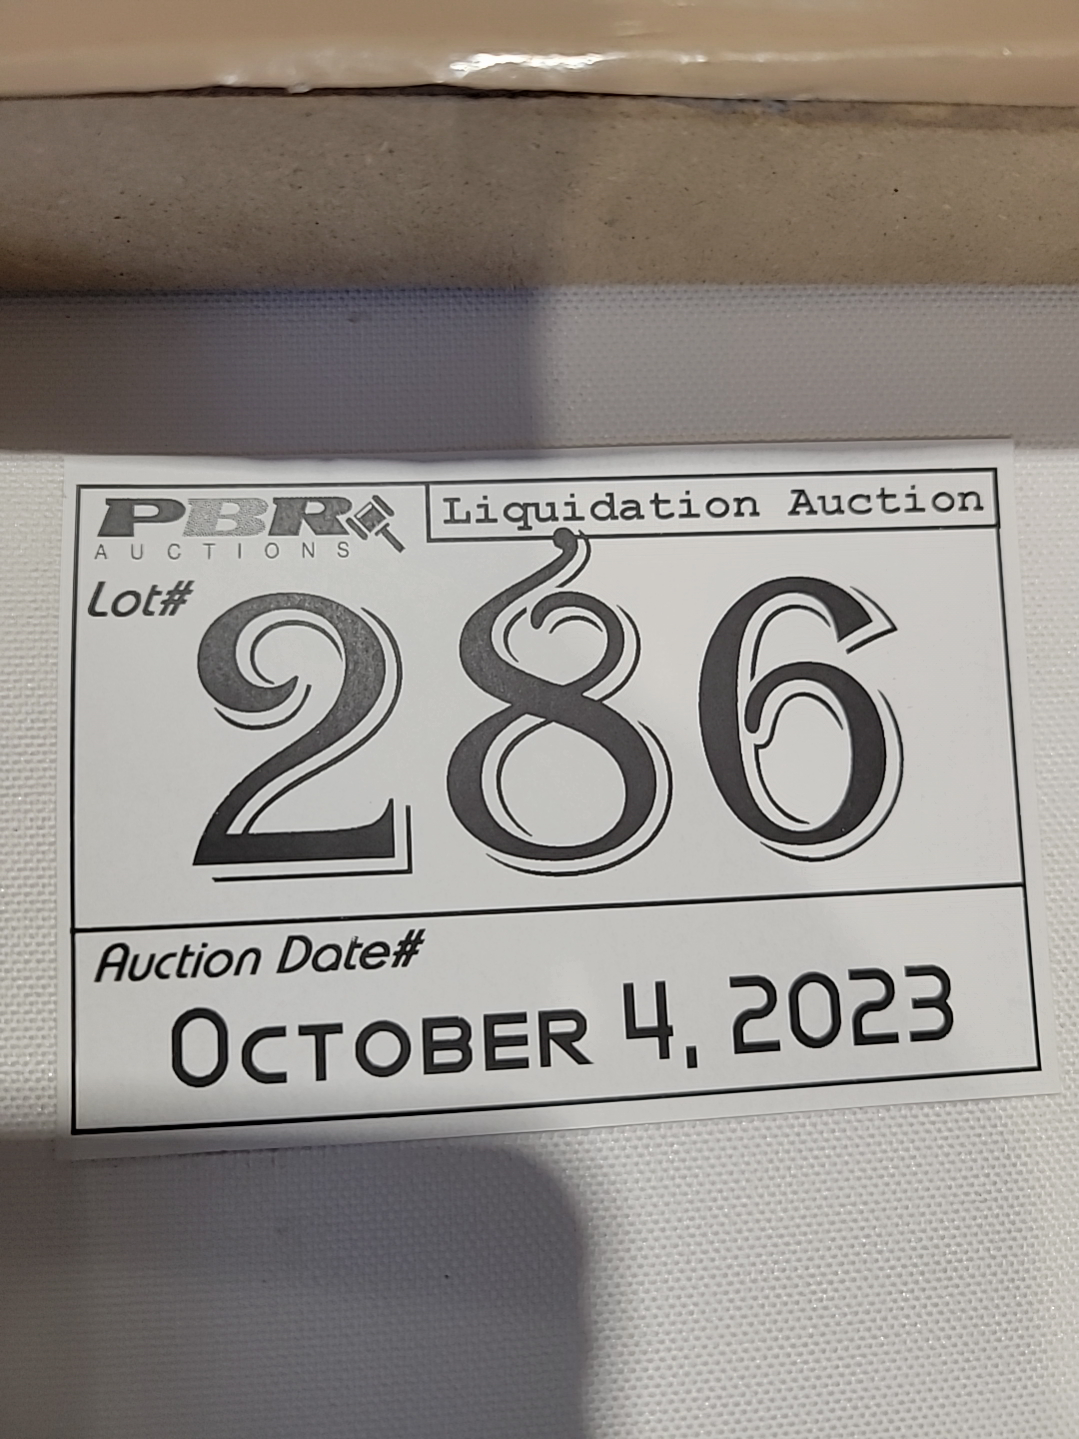 PBR
AUCTIONS
Liquidation Auction
Lot#
286
Auction Date#
October 4, 2023